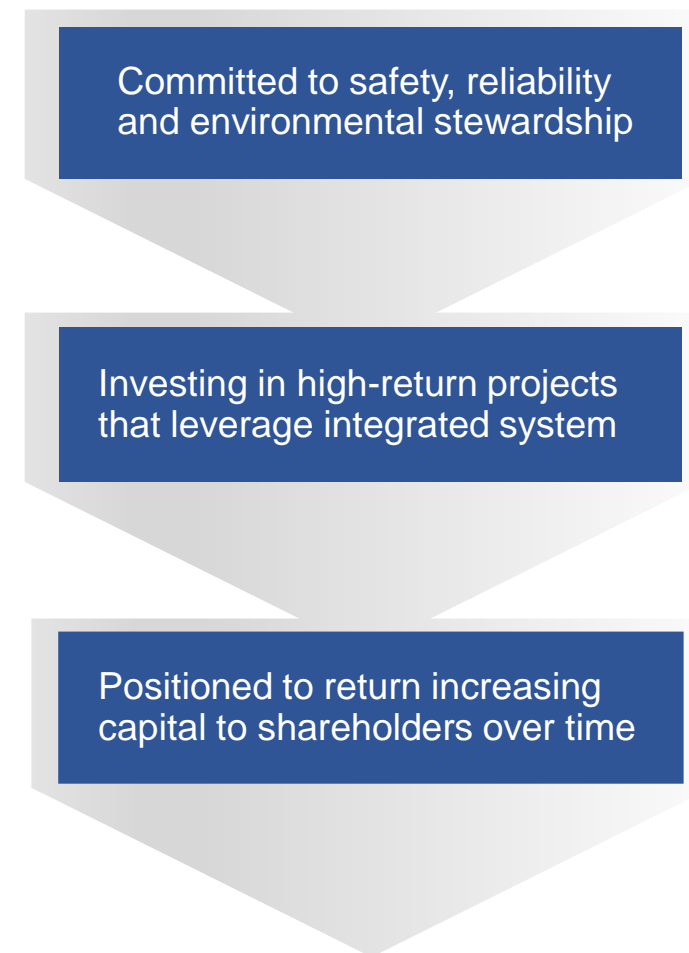 Committed to safety, reliability
and environmental stewardship
Investing in high-return projects
that leverage integrated system
Positioned to return increasing
capital to shareholders over time